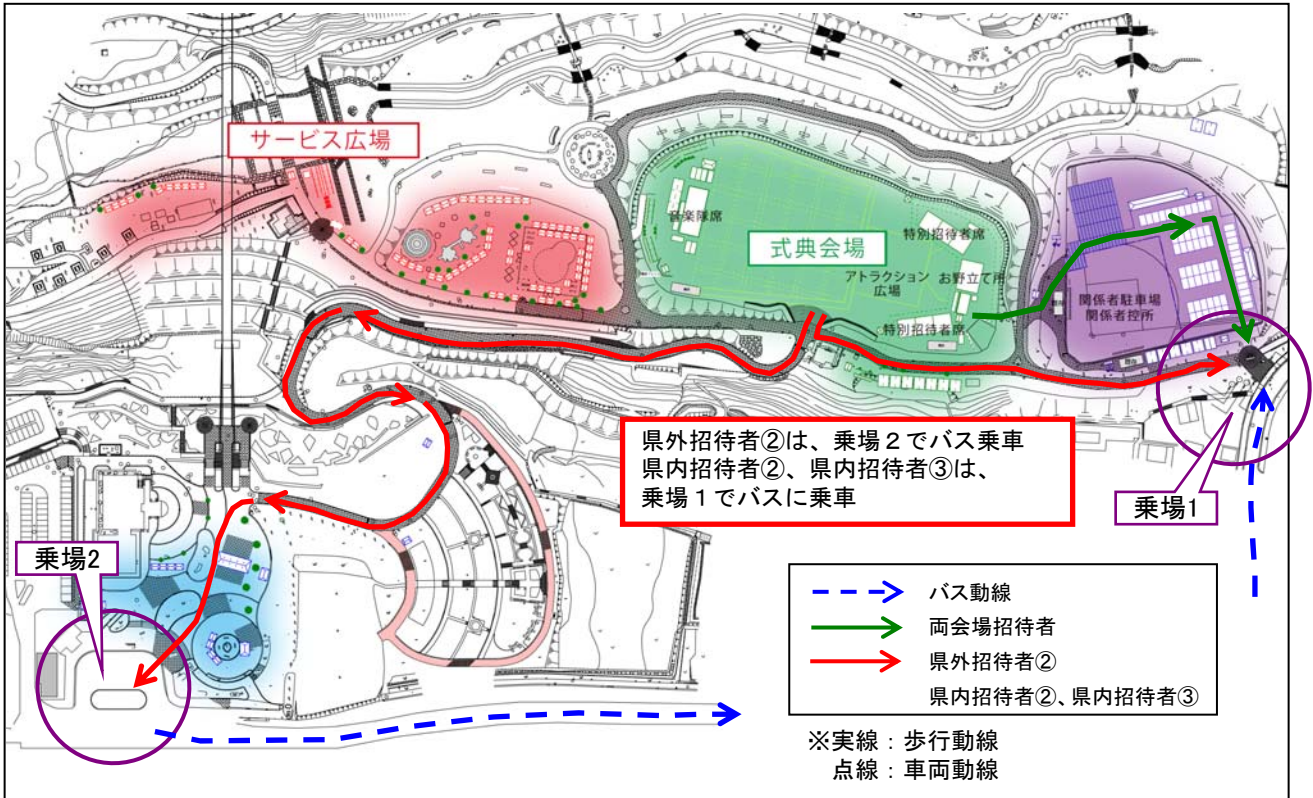 サービス広場
音楽隊席
特別招待者席
式典会場
アトラクション
広場
お野立て所
特別招待者席
関係者駐車場
関係者控所
県外招待者②は、乗場２でバス乗車
県内招待者②、県内招待者③は、
乗場１でバスに乗車
乗場1
乗場2
バス動線
両会場招待者
県外招待者②
県内招待者②、県内招待者③
※実線：歩行動線
点線：車両動線